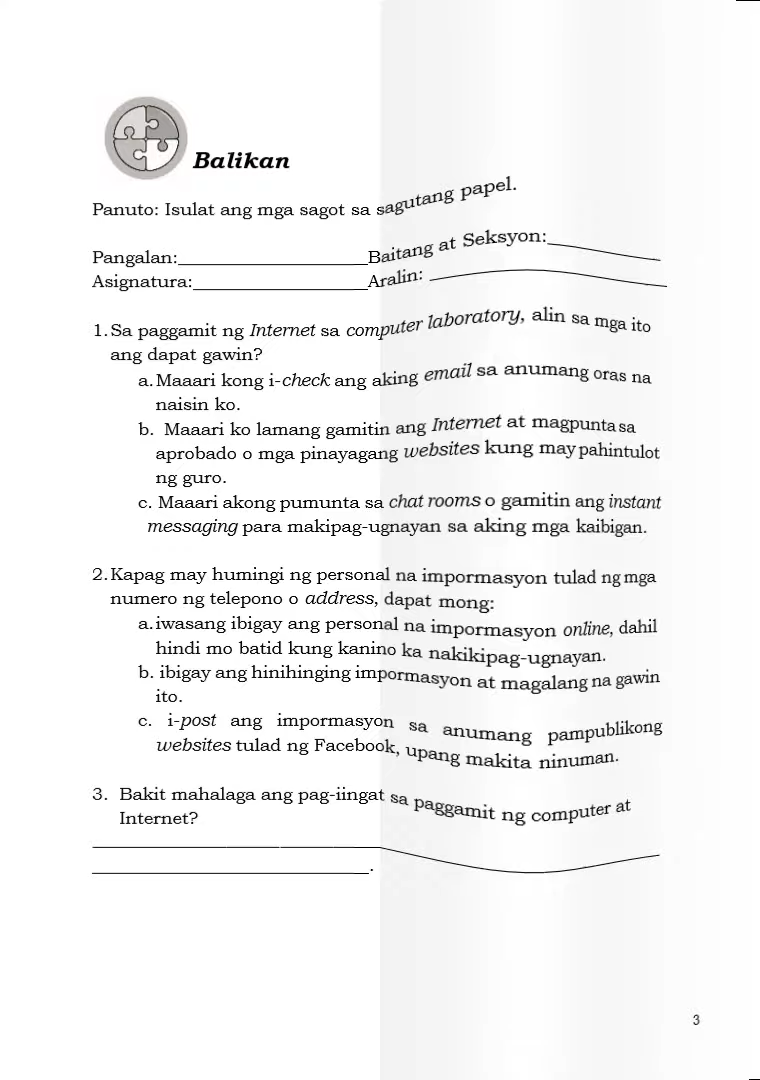 Balikan
Panuto: Isulat ang mga sagot sa sagutang papel.
Pangalan:____________________Baitang at Seksyon:____________
Asignatura:__________________Aralin: ________________________
1. Sa paggamit ng Internet sa computer laboratory, alin sa mga ito
ang dapat gawin?
a. Maaari kong i-check ang aking email sa anumang oras na
naisin ko.
b. Maaari ko lamang gamitin ang Internet at magpunta sa
aprobado o mga pinayagang websites kung may pahintulot
ng guro.
c. Maaari akong pumunta sa chat rooms o gamitin ang instant
messaging para makipag-ugnayan sa aking mga kaibigan.
2. Kapag may humingi ng personal na impormasyon tulad ng mga
numero ng telepono o address, dapat mong:
a. iwasang ibigay ang personal na impormasyon online, dahil
hindi mo batid kung kanino ka nakikipag-ugnayan.
b. ibigay ang hinihinging impormasyon at magalang na gawin
ito.
c. i-post ang impormasyon sa anumang pampublikong
websites tulad ng Facebook, upang makita ninuman.
3. Bakit mahalaga ang pag-iingat sa paggamit ng computer at
Internet?
____________________________________________________________
_____________________________.
3